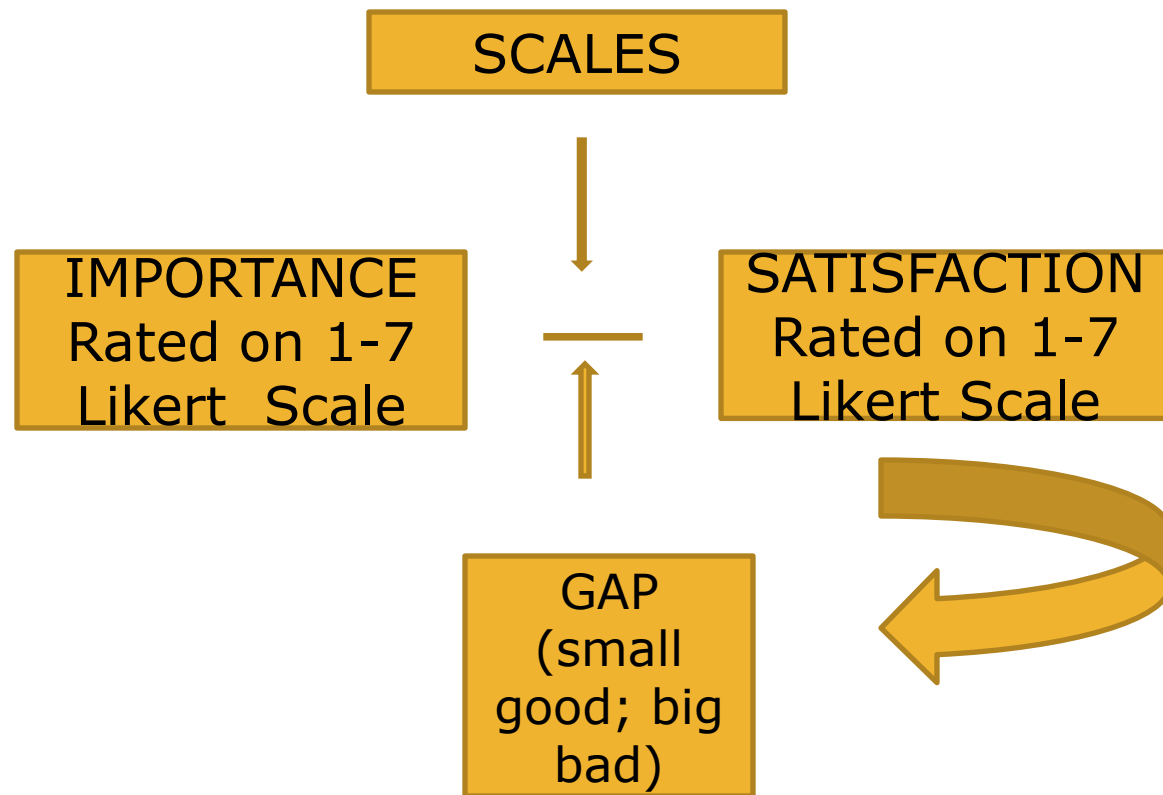 SCALES
IMPORTANCE
Rated on 1-7
Likert  Scale
SATISFACTION
Rated on 1-7
Likert Scale
GAP
(small
good; big
bad)